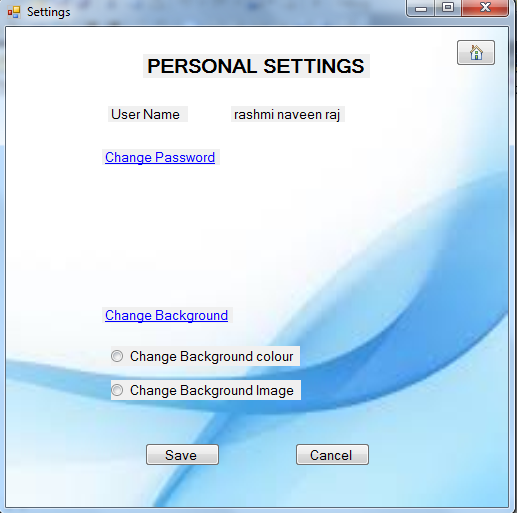 Settings
PERSONAL SETTINGS
User Name rashmi naveen raj
Change Password
Change Background
Change Background colour
Change Background Image
Save Cancel